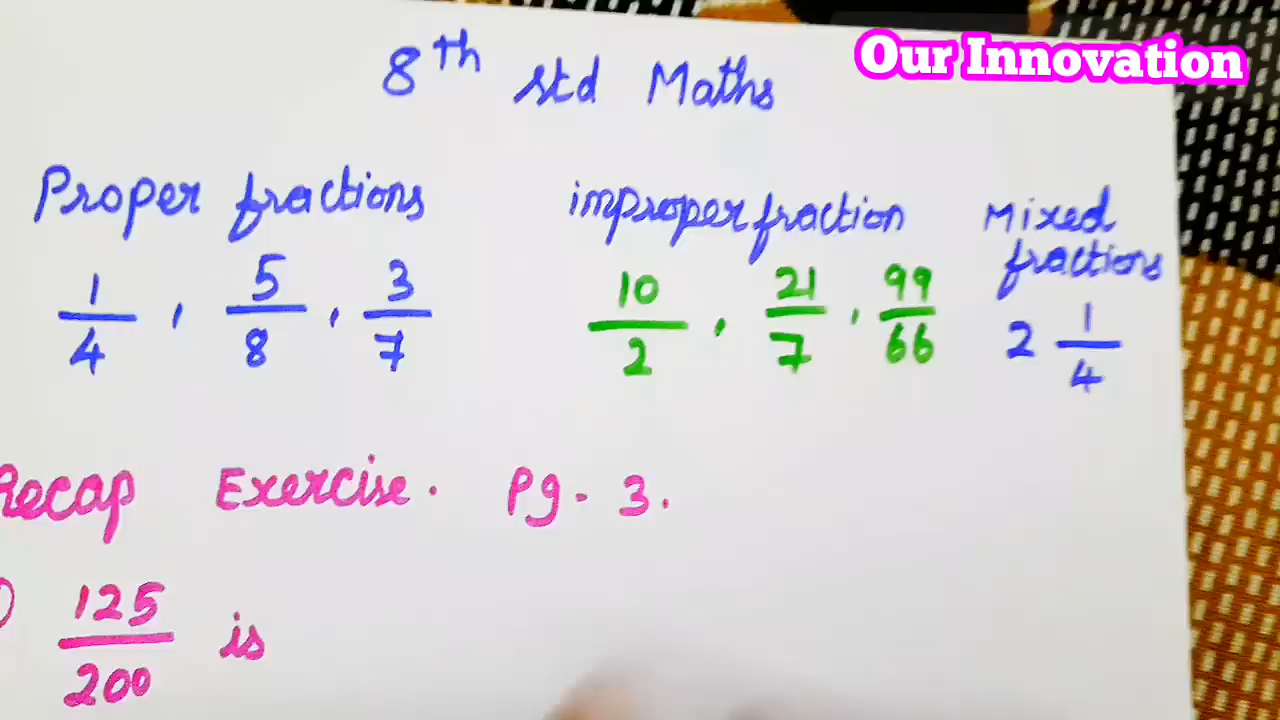 Our Innovation
8th std Maths
Proper fractions
improper fraction
Mixed fractions
1/4 , 5/8 , 3/7
10/2 , 21/7 , 99/66
2 1/4
Recap Exercise. Pg. 3.
125/200 is